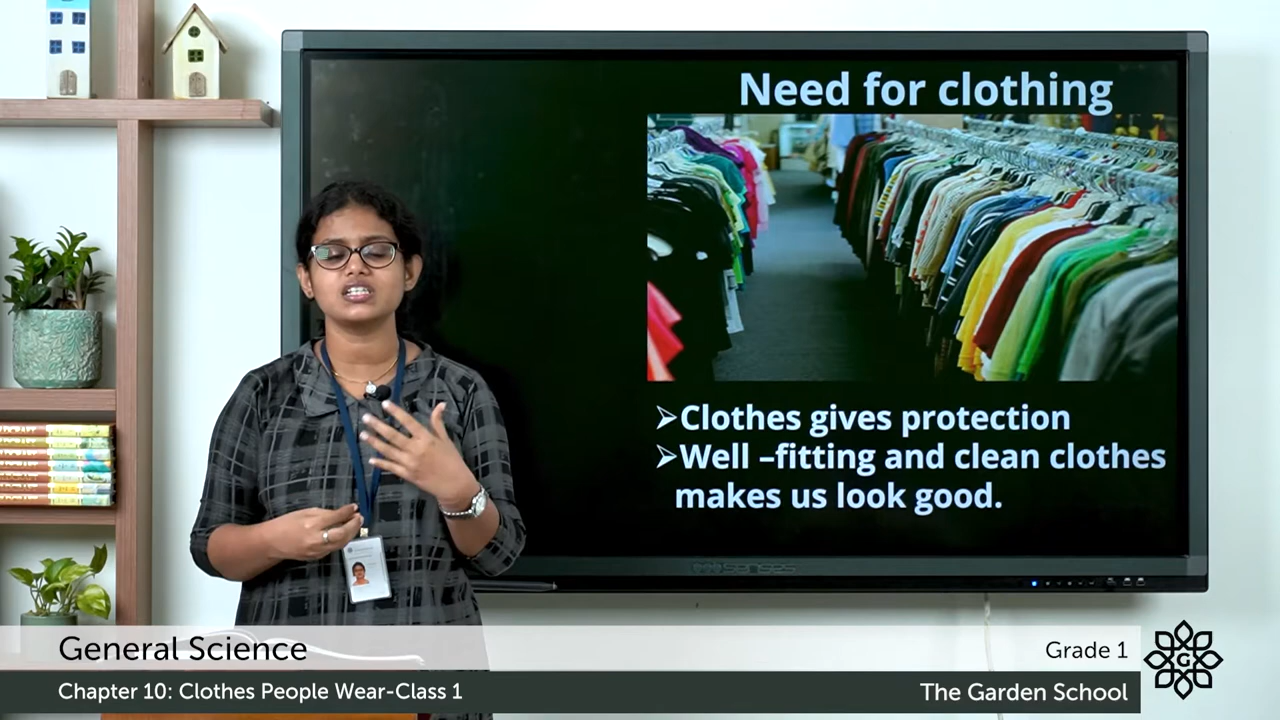 Need for clothing
➢Clothes gives protection
➢Well –fitting and clean clothes
makes us look good.
General Science
Grade 1
Chapter 10: Clothes People Wear-Class 1
The Garden School
G